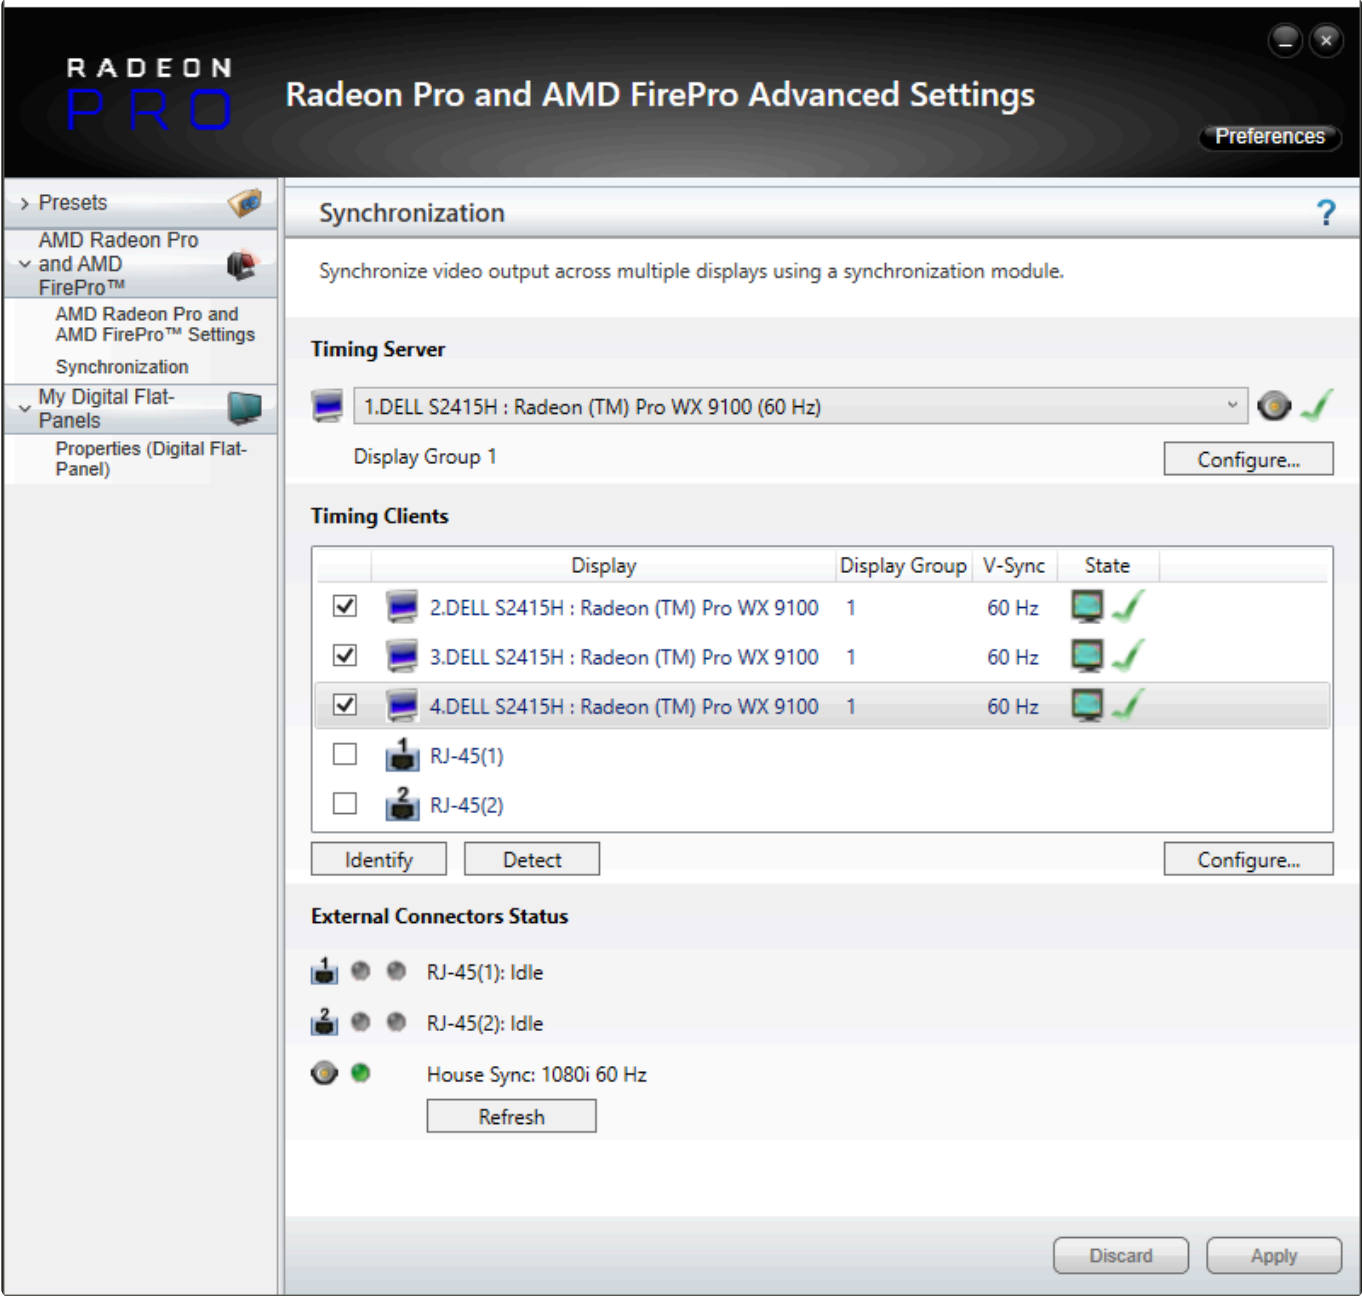 RADEON
PRO
Radeon Pro and AMD FirePro Advanced Settings
Preferences
Presets
AMD Radeon Pro
and AMD
FirePro™
AMD Radeon Pro and
AMD FirePro™ Settings
Synchronization
My Digital Flat-
Panels
Properties (Digital Flat-
Panel)
Synchronization ?
Synchronize video output across multiple displays using a synchronization module.
Timing Server
1.DELL S2415H : Radeon (TM) Pro WX 9100 (60 Hz)
Display Group 1
Configure...
Timing Clients
Display Display Group V-Sync State
2.DELL S2415H : Radeon (TM) Pro WX 9100 1 60 Hz
3.DELL S2415H : Radeon (TM) Pro WX 9100 1 60 Hz
4.DELL S2415H : Radeon (TM) Pro WX 9100 1 60 Hz
1 RJ-45(1)
2 RJ-45(2)
Identify Detect Configure...
External Connectors Status
1 RJ-45(1): Idle
2 RJ-45(2): Idle
House Sync: 1080i 60 Hz
Refresh
Discard Apply